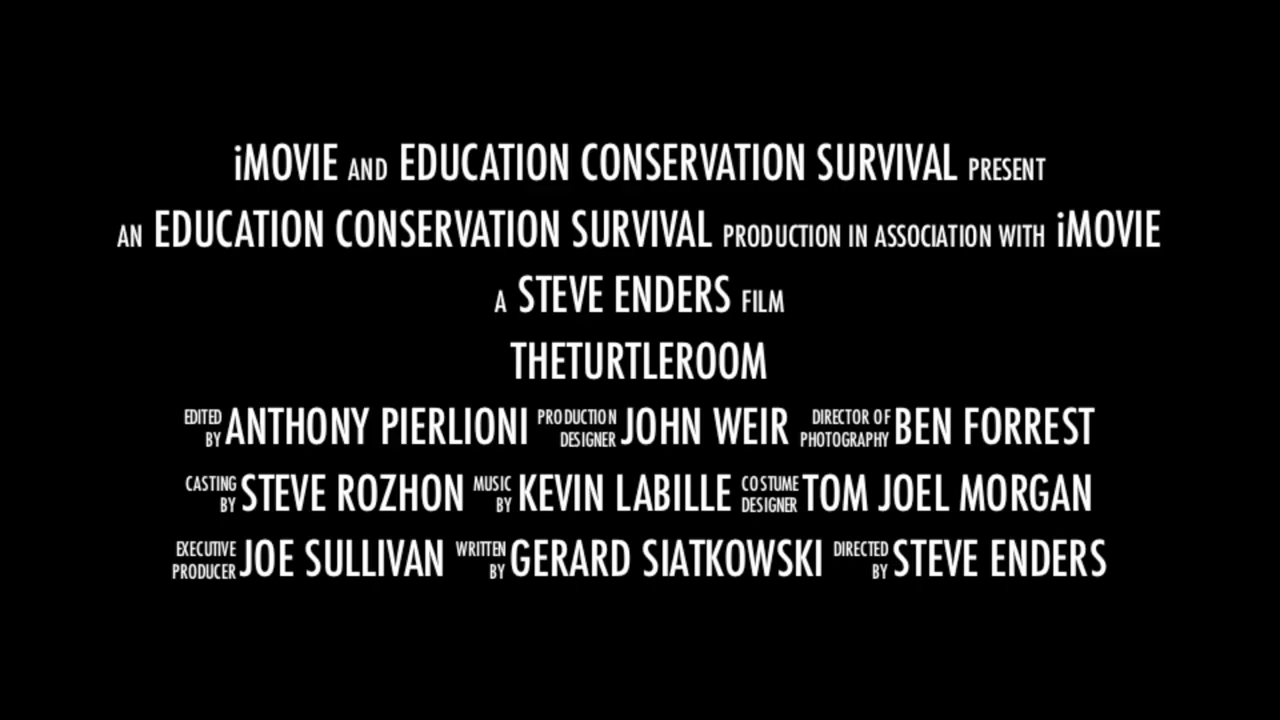 iMOVIE AND EDUCATION CONSERVATION SURVIVAL PRESENT
AN EDUCATION CONSERVATION SURVIVAL PRODUCTION IN ASSOCIATION WITH iMOVIE
A STEVE ENDERS FILM
THETURTLEROOM
EDITED BY ANTHONY PIERLIONI PRODUCTION DESIGNER JOHN WEIR DIRECTOR OF PHOTOGRAPHY BEN FORREST
CASTING BY STEVE ROZHON MUSIC BY KEVIN LABILLE COSTUME DESIGNER TOM JOEL MORGAN
EXECUTIVE PRODUCER JOE SULLIVAN WRITTEN BY GERARD SIATKOWSKI DIRECTED BY STEVE ENDERS